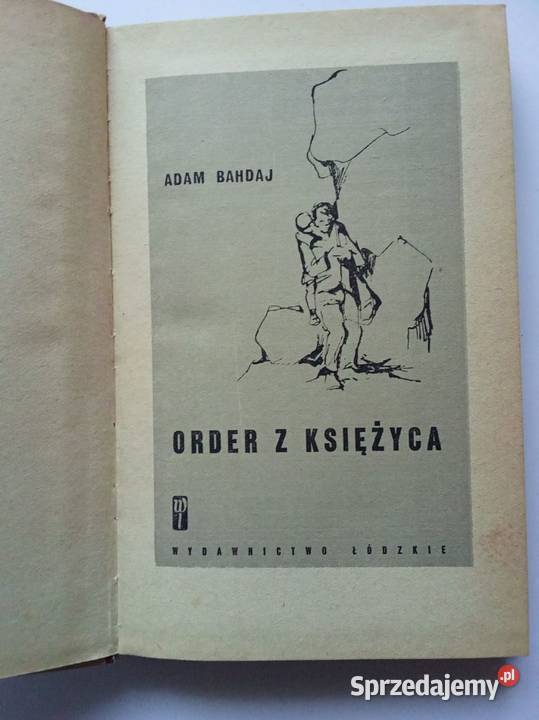 ADAM BAHDAJ
ORDER Z KSIĘŻYCA
WYDAWNICTWO ŁÓDZKIE
Sprzedajemy.pl